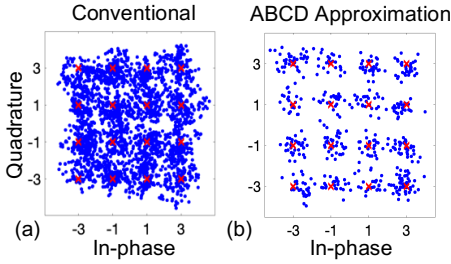 Conventional
ABCD Approximation
Quadrature
3
1
-1
-3
-3
-1
1
3
(a)
In-phase
3
1
-1
-3
-3
-1
1
3
(b)
In-phase